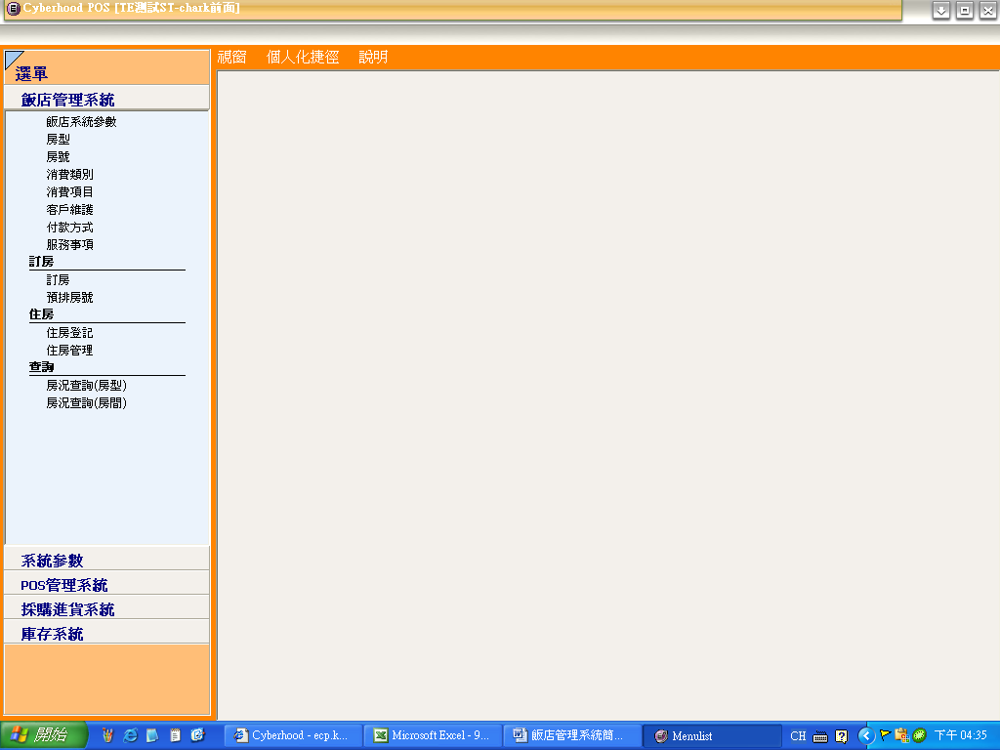 Cyberhood POS [TE測試ST-chark前面]
視窗 個人化捷徑 說明
選單
飯店管理系統
飯店系統參數
房型
房號
消費類別
消費項目
客戶維護
付款方式
服務事項
訂房
訂房
預排房號
住房
住房登記
住房管理
查詢
房況查詢(房型)
房況查詢(房間)
系統參數
POS管理系統
採購進貨系統
庫存系統
開始 Cyberhood - ecp.k... Microsoft Excel - 9... 飯店管理系統簡... Menulist CH 下午 04:35